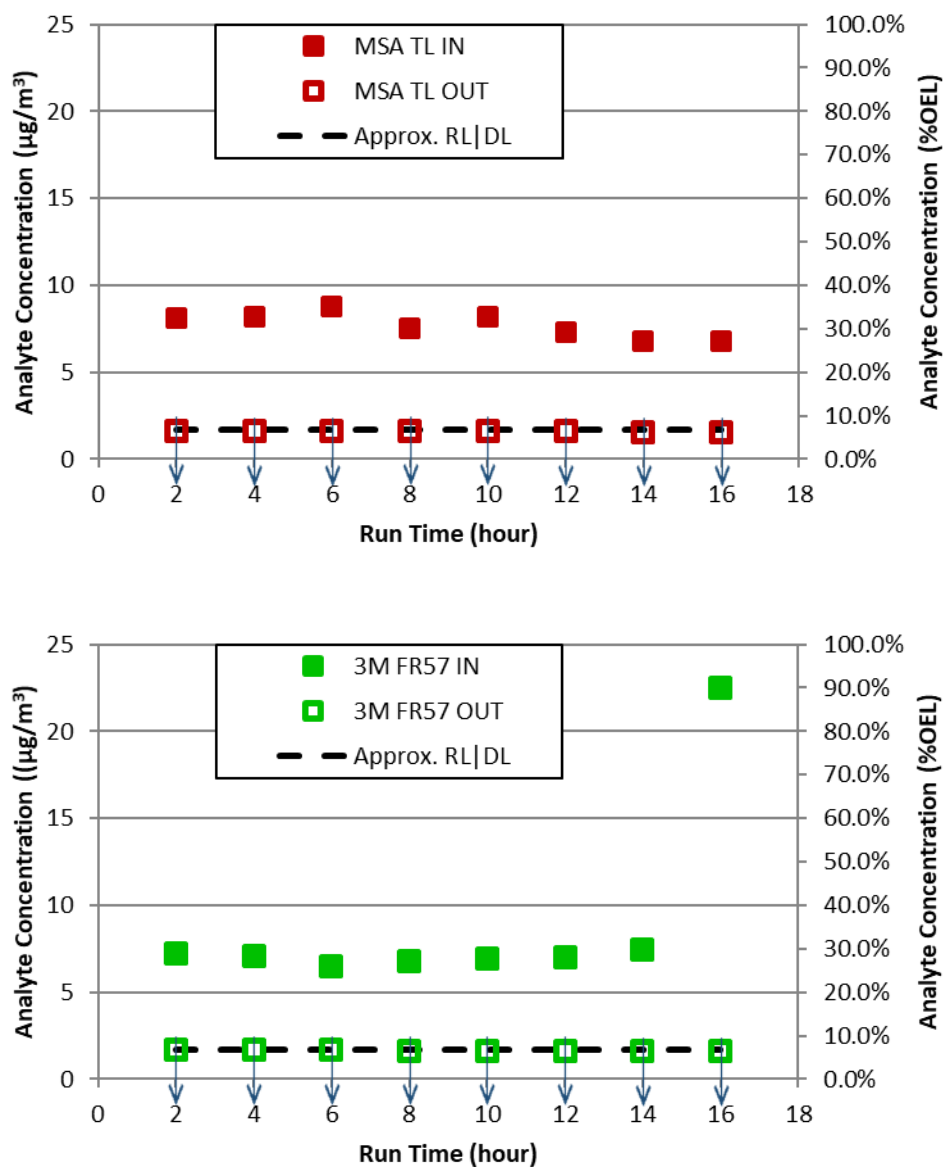 25
20
15
10
5
0
Analyte Concentration (µg/m³)
MSA TL IN
MSA TL OUT
Approx. RL|DL
100.0%
90.0%
80.0%
70.0%
60.0%
50.0%
40.0%
30.0%
20.0%
10.0%
0.0%
Analyte Concentration (%OEL)
0 2 4 6 8 10 12 14 16 18
Run Time (hour)
25
20
15
10
5
0
Analyte Concentration ((µg/m³)
3M FR57 IN
3M FR57 OUT
Approx. RL|DL
100.0%
90.0%
80.0%
70.0%
60.0%
50.0%
40.0%
30.0%
20.0%
10.0%
0.0%
Analyte Concentration (%OEL)
0 2 4 6 8 10 12 14 16 18
Run Time (hour)